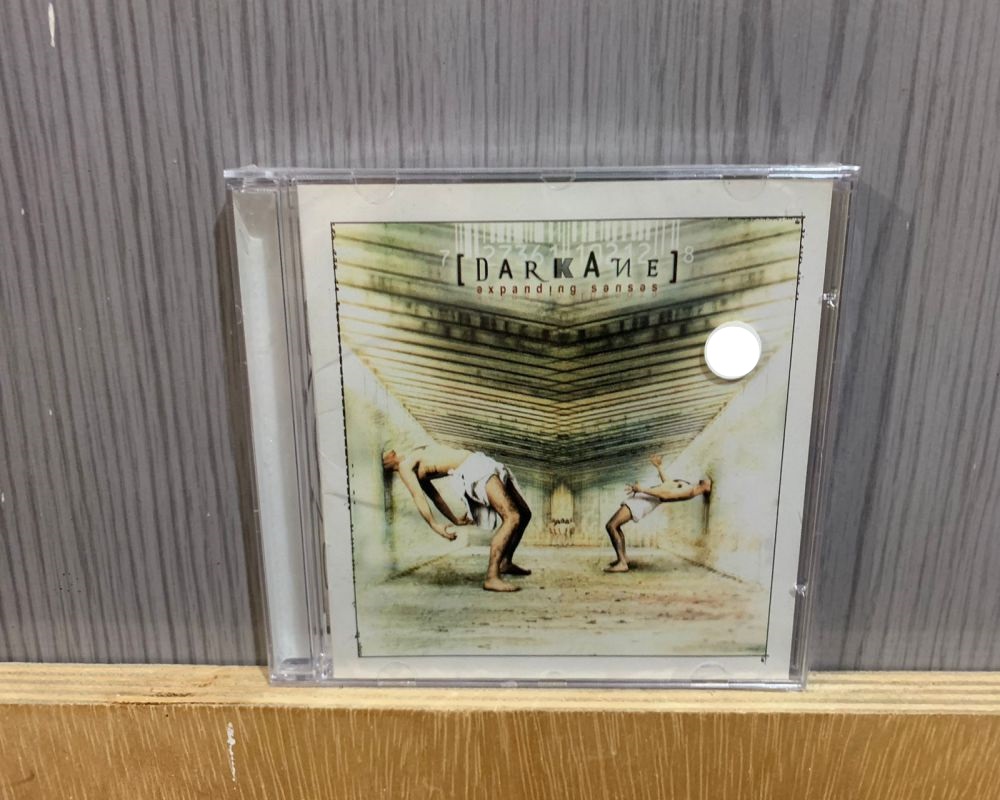 [DARKANE]
expanding senses